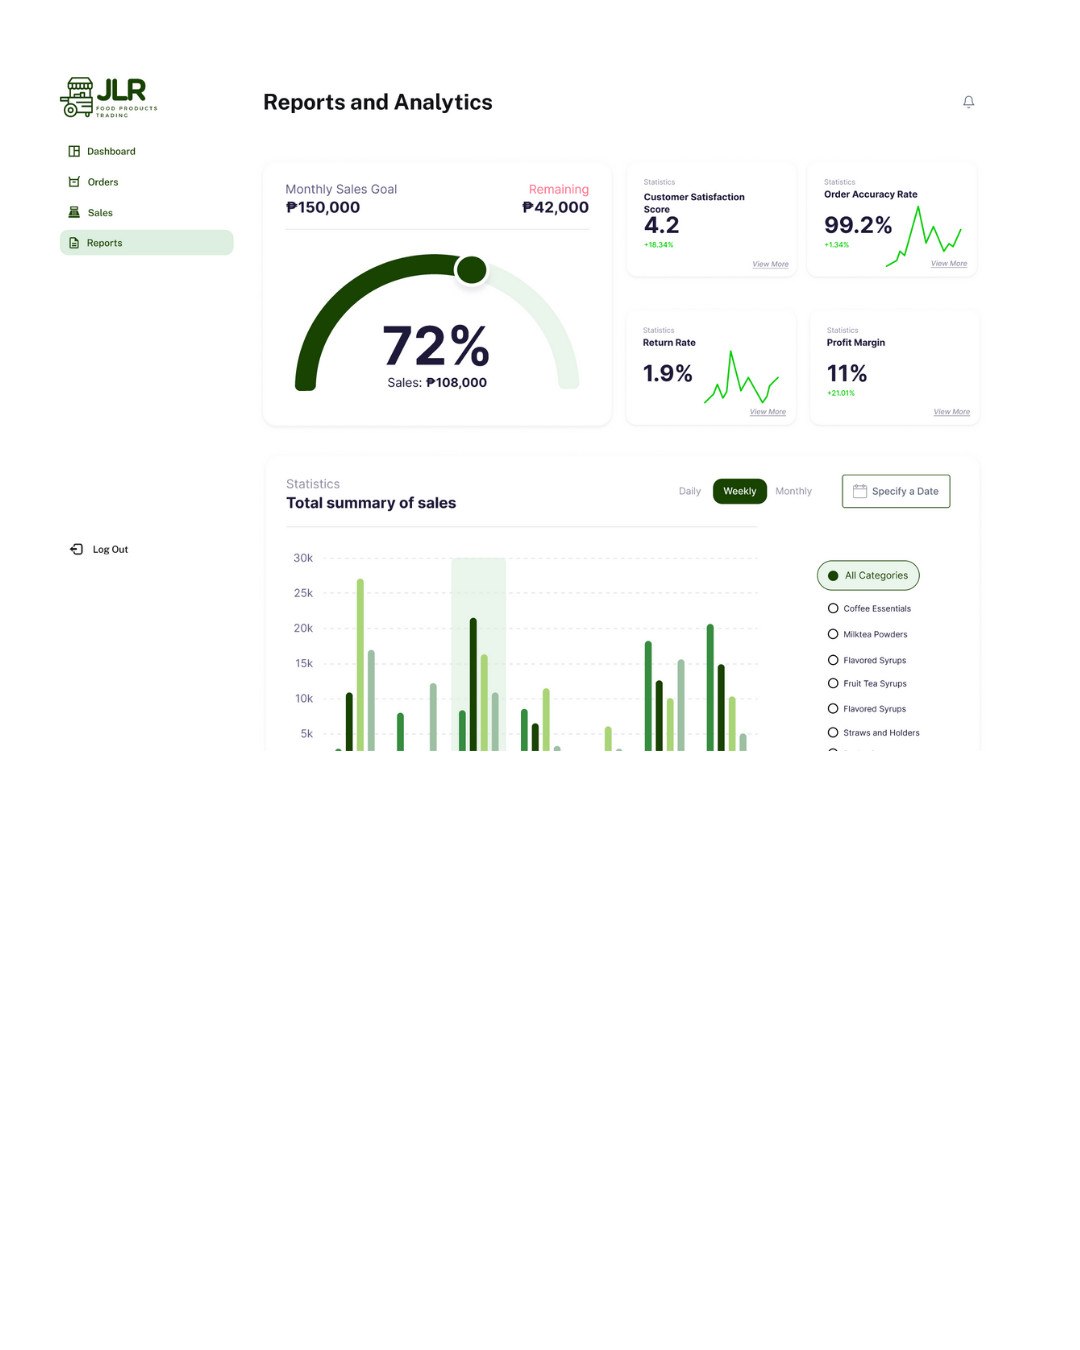 JLR
FOOD PRODUCTS
TRADING
Dashboard
Orders
Sales
Reports
Log Out
Reports and Analytics
Monthly Sales Goal
₱150,000
Remaining
₱42,000
72%
Sales: ₱108,000
Statistics
Customer Satisfaction
Score
4.2
+18.34%
View More
Statistics
Order Accuracy Rate
99.2%
+1.34%
View More
Statistics
Return Rate
1.9%
View More
Statistics
Profit Margin
11%
+21.01%
View More
Statistics
Total summary of sales
Daily
Weekly
Monthly
Specify a Date
30k
25k
20k
15k
10k
5k
All Categories
Coffee Essentials
Milktea Powders
Flavored Syrups
Fruit Tea Syrups
Flavored Syrups
Straws and Holders